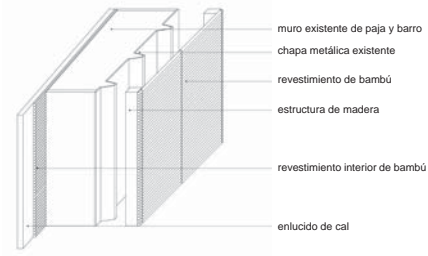 muro existente de paja y barro
chapa metálica existente
revestimiento de bambú
estructura de madera
revestimiento interior de bambú
enlucido de cal